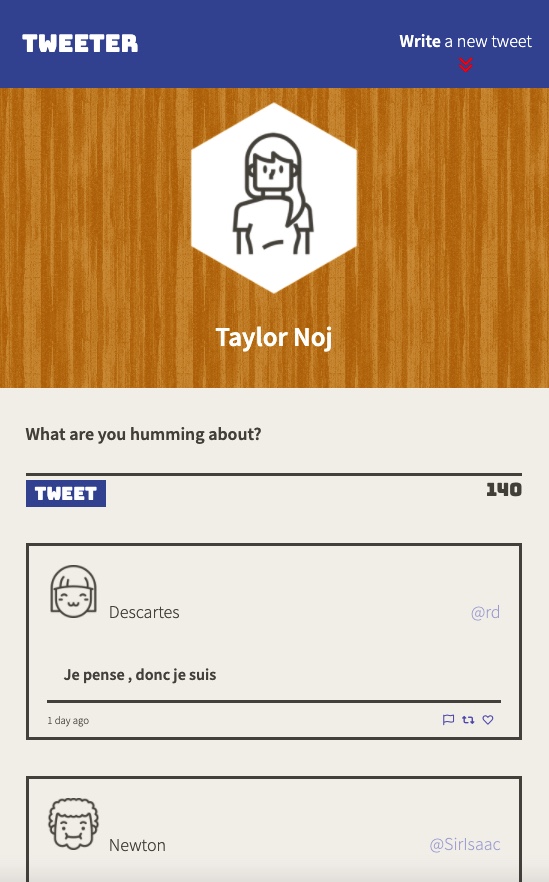 TWEETER
Write a new tweet
Taylor Noj
What are you humming about?
TWEET
140
Descartes
@rd
Je pense , donc je suis
1 day ago
Newton
@SirIsaac